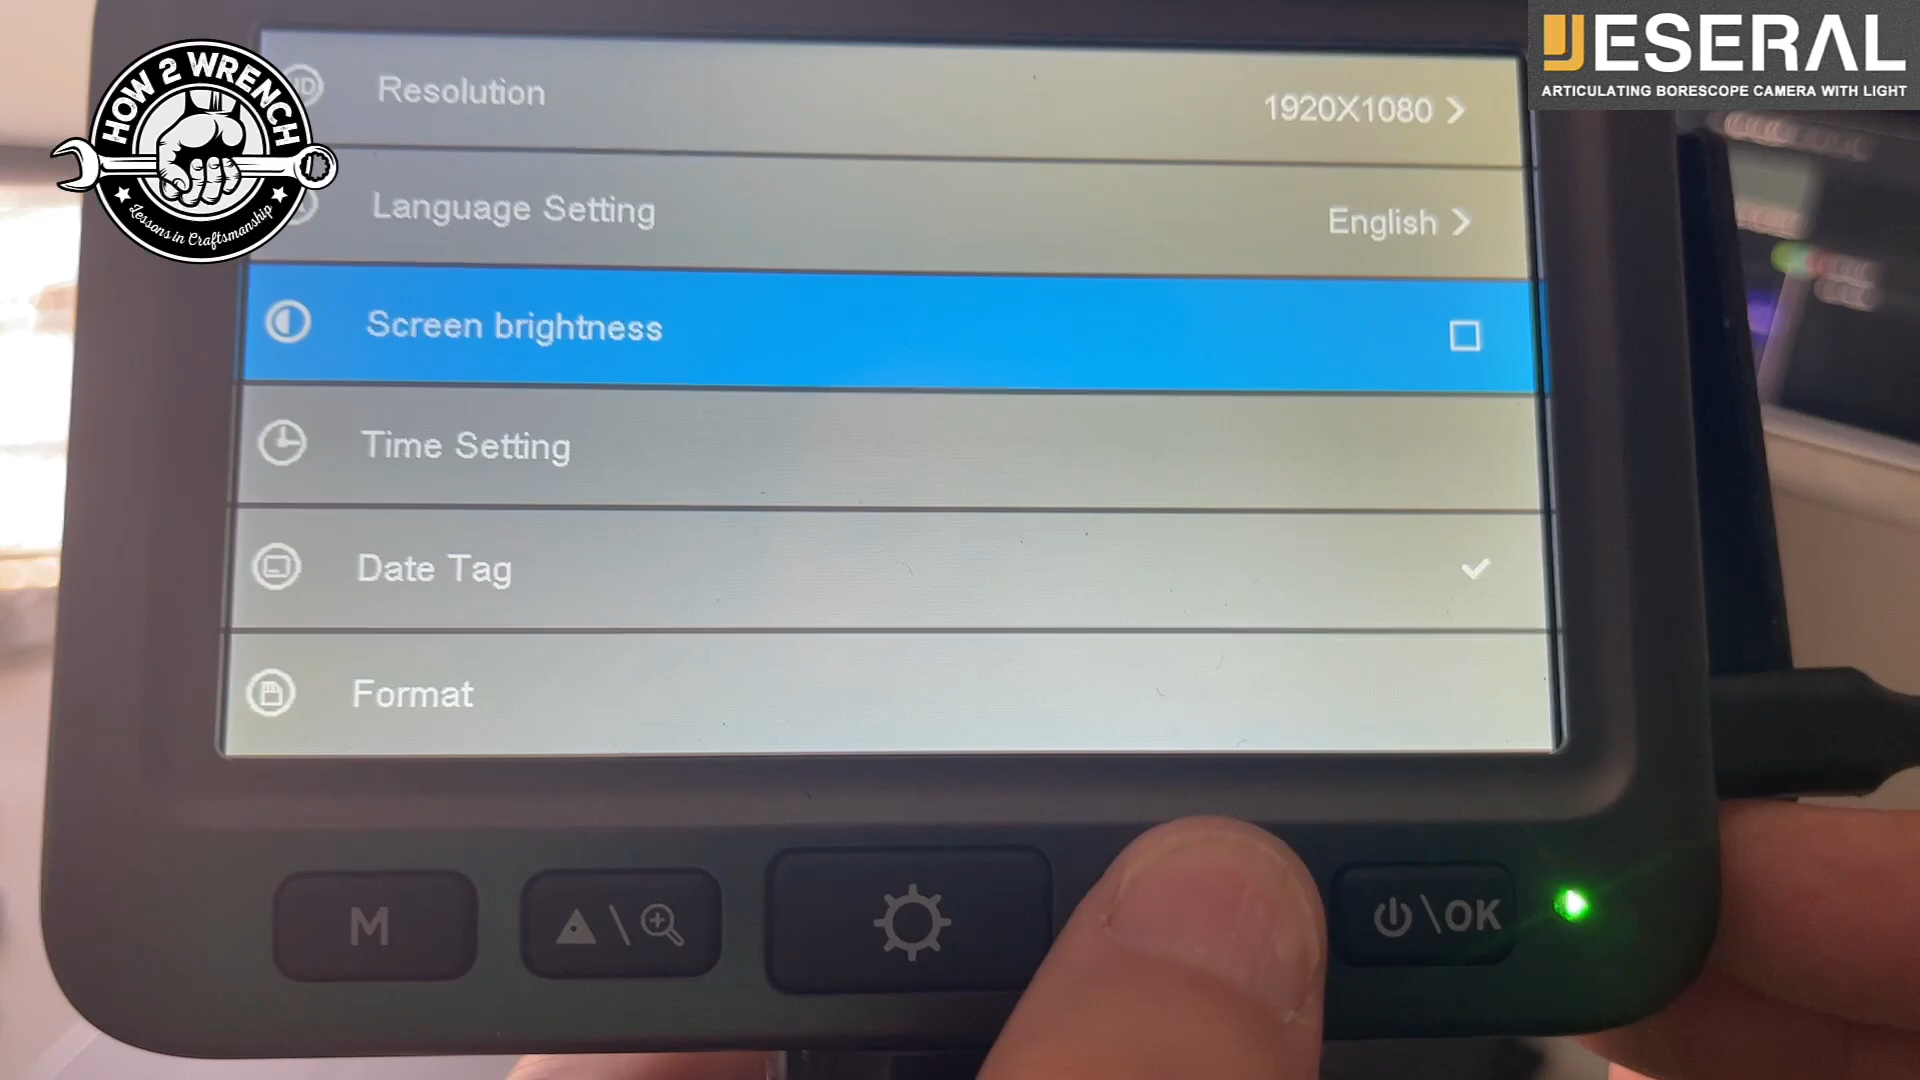 HOW 2 WRENCH
Lessons in Craftsmanship
JESERAL
ARTICULATING BORESCOPE CAMERA WITH LIGHT
Resolution 1920X1080
Language Setting English
Screen brightness
Time Setting
Date Tag
Format
M
\OK